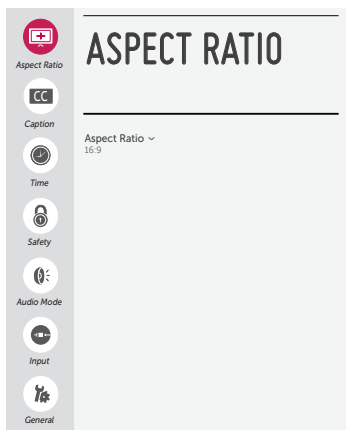 Aspect Ratio
CC
Caption
Time
Safety
Audio Mode
Input
General
ASPECT RATIO
Aspect Ratio
16:9